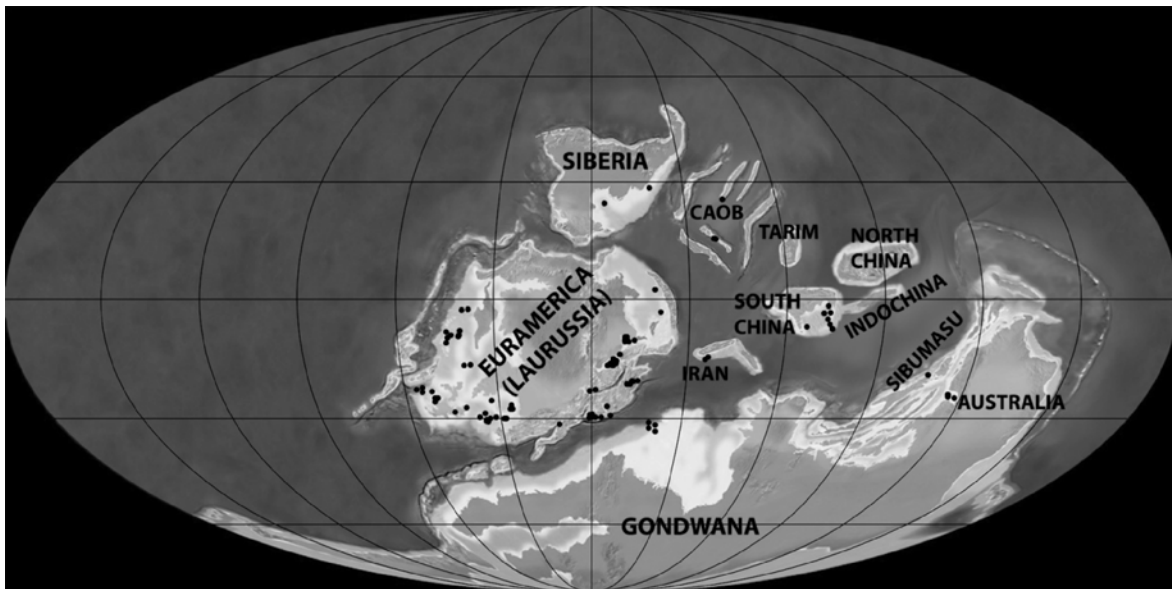 SIBERIA
CAOB
TARIM
NORTH
CHINA
EURAMERICA
(LAURUSSIA)
SOUTH
CHINA
INDOCHINA
IRAN
SIBUMASU
AUSTRALIA
GONDWANA